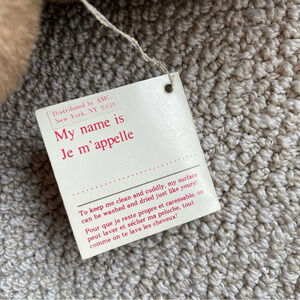 Distributed by AMC
New York, NY
My name is
Je m'appelle
To keep me clean and cuddly, my surface
can be washed and dried just like yours!
Pour que je reste propre et caressable, on
peut laver et sécher ma peluche, tout
comme on te lave les cheveux!